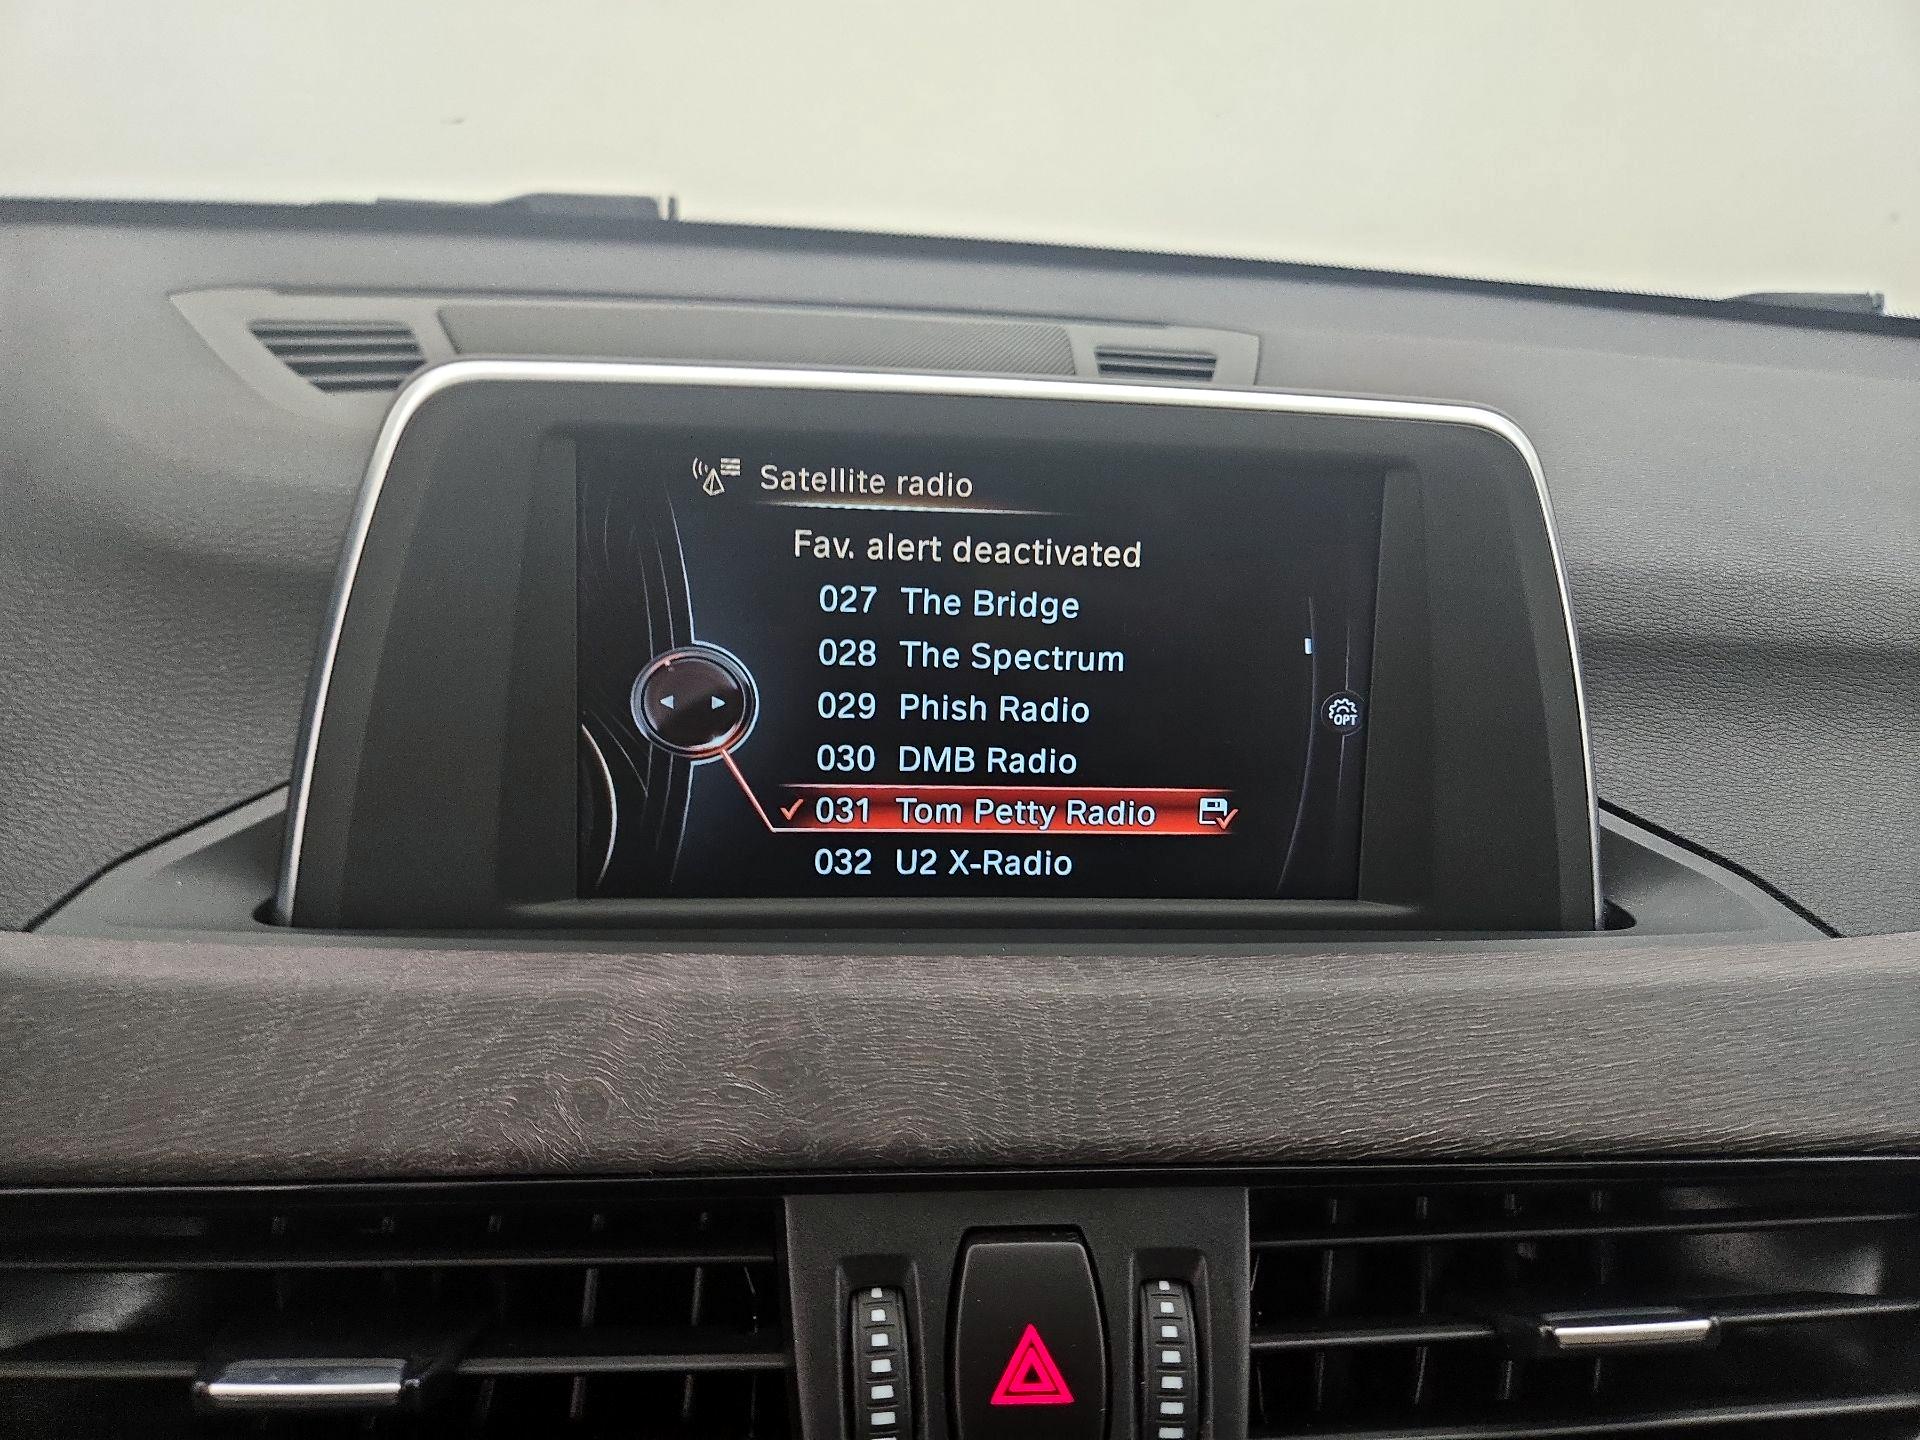 Satellite radio
Fav. alert deactivated
027 The Bridge
028 The Spectrum
029 Phish Radio
030 DMB Radio
031 Tom Petty Radio
032 U2 X-Radio
OPT